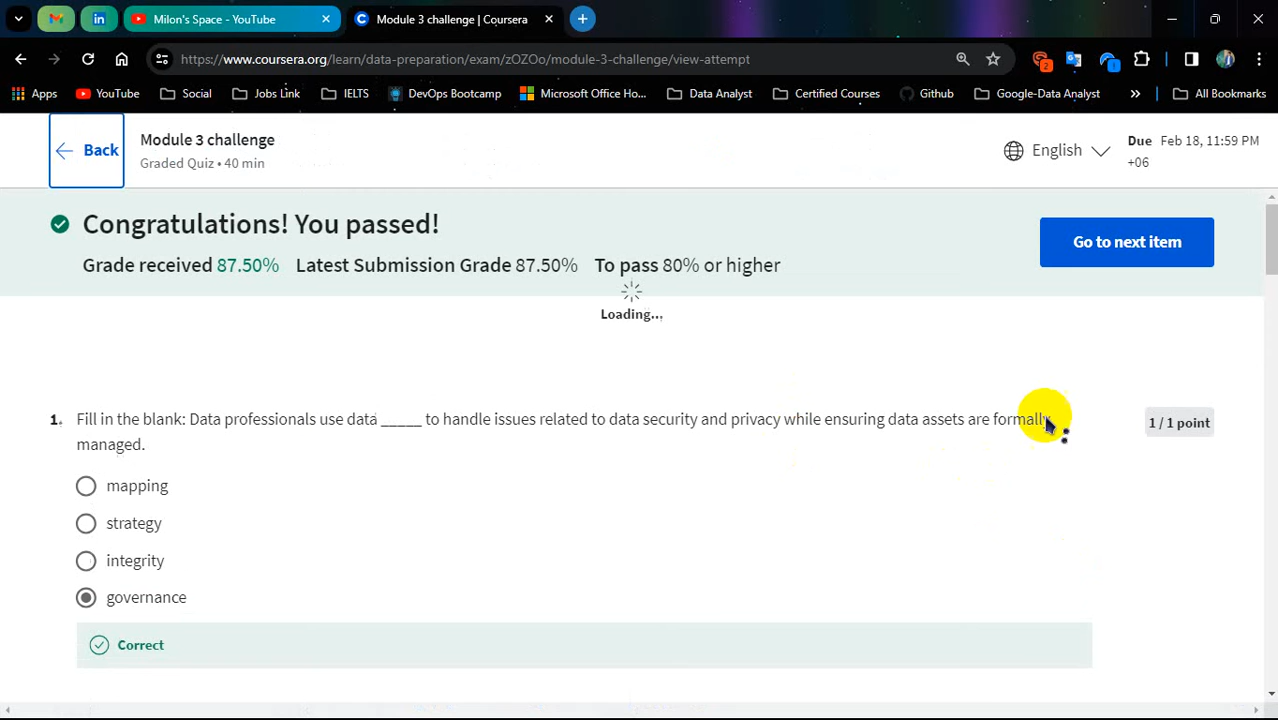 Milon's Space - YouTube
Module 3 challenge | Coursera
https://www.coursera.org/learn/data-preparation/exam/zOZOo/module-3-challenge/view-attempt
Apps YouTube Social Jobs Link IELTS DevOps Bootcamp Microsoft Office Ho... Data Analyst Certified Courses Github Google-Data Analyst All Bookmarks
Back
Module 3 challenge
Graded Quiz • 40 min
English
Due Feb 18, 11:59 PM
+06
Congratulations! You passed!
Grade received 87.50% Latest Submission Grade 87.50% To pass 80% or higher
Go to next item
Loading...
1. Fill in the blank: Data professionals use data _____ to handle issues related to data security and privacy while ensuring data assets are formally
managed.
1 / 1 point
mapping
strategy
integrity
governance
Correct